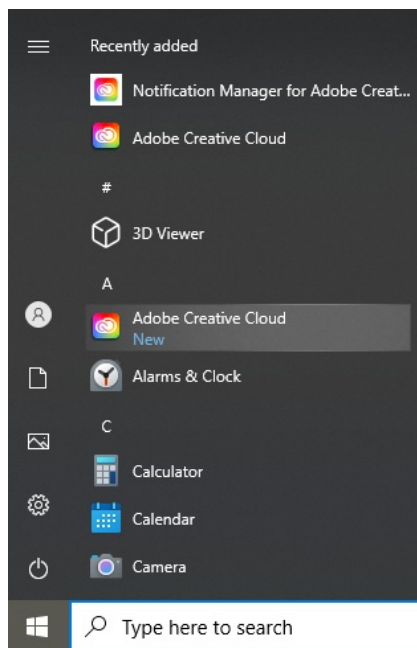 Recently added
Notification Manager for Adobe Creat...
Adobe Creative Cloud
#
3D Viewer
A
Adobe Creative Cloud
New
Alarms & Clock
C
Calculator
Calendar
Camera
Type here to search